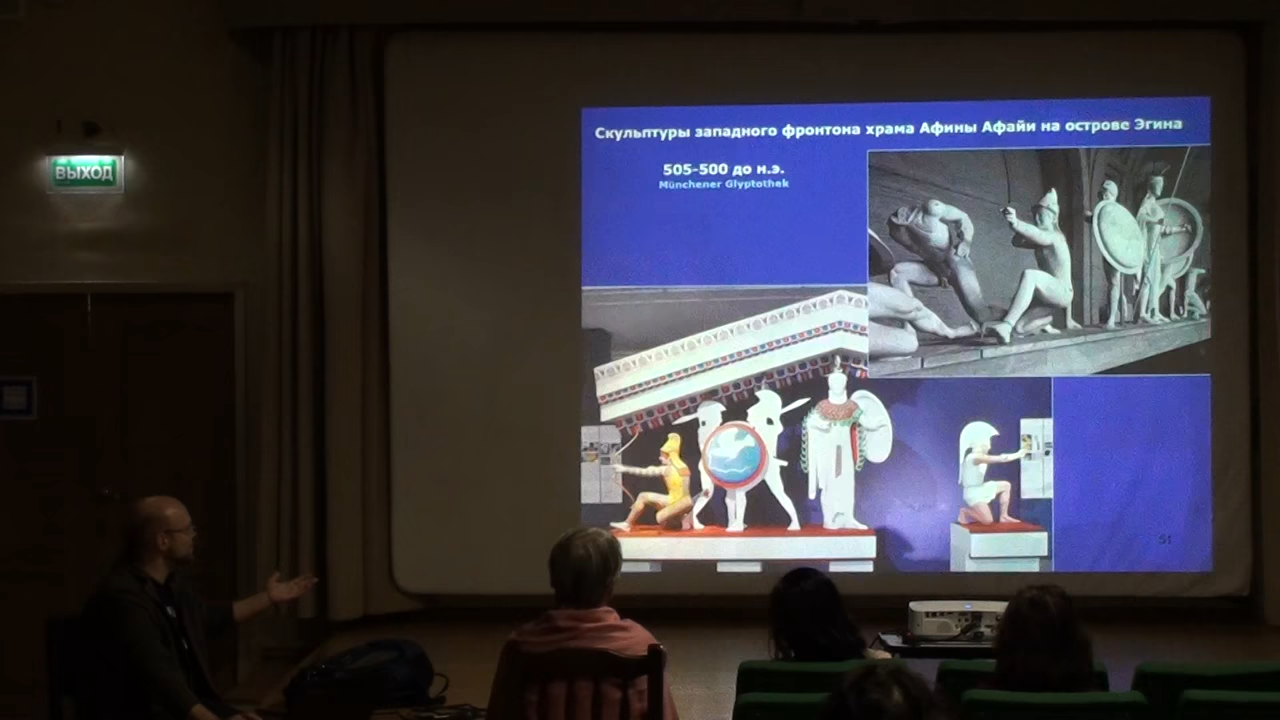 ВЫХОД
Скульптуры западного фронтона храма Афины Афайи на острове Эгина
505-500 до н.э.
Münchener Glyptothek
51